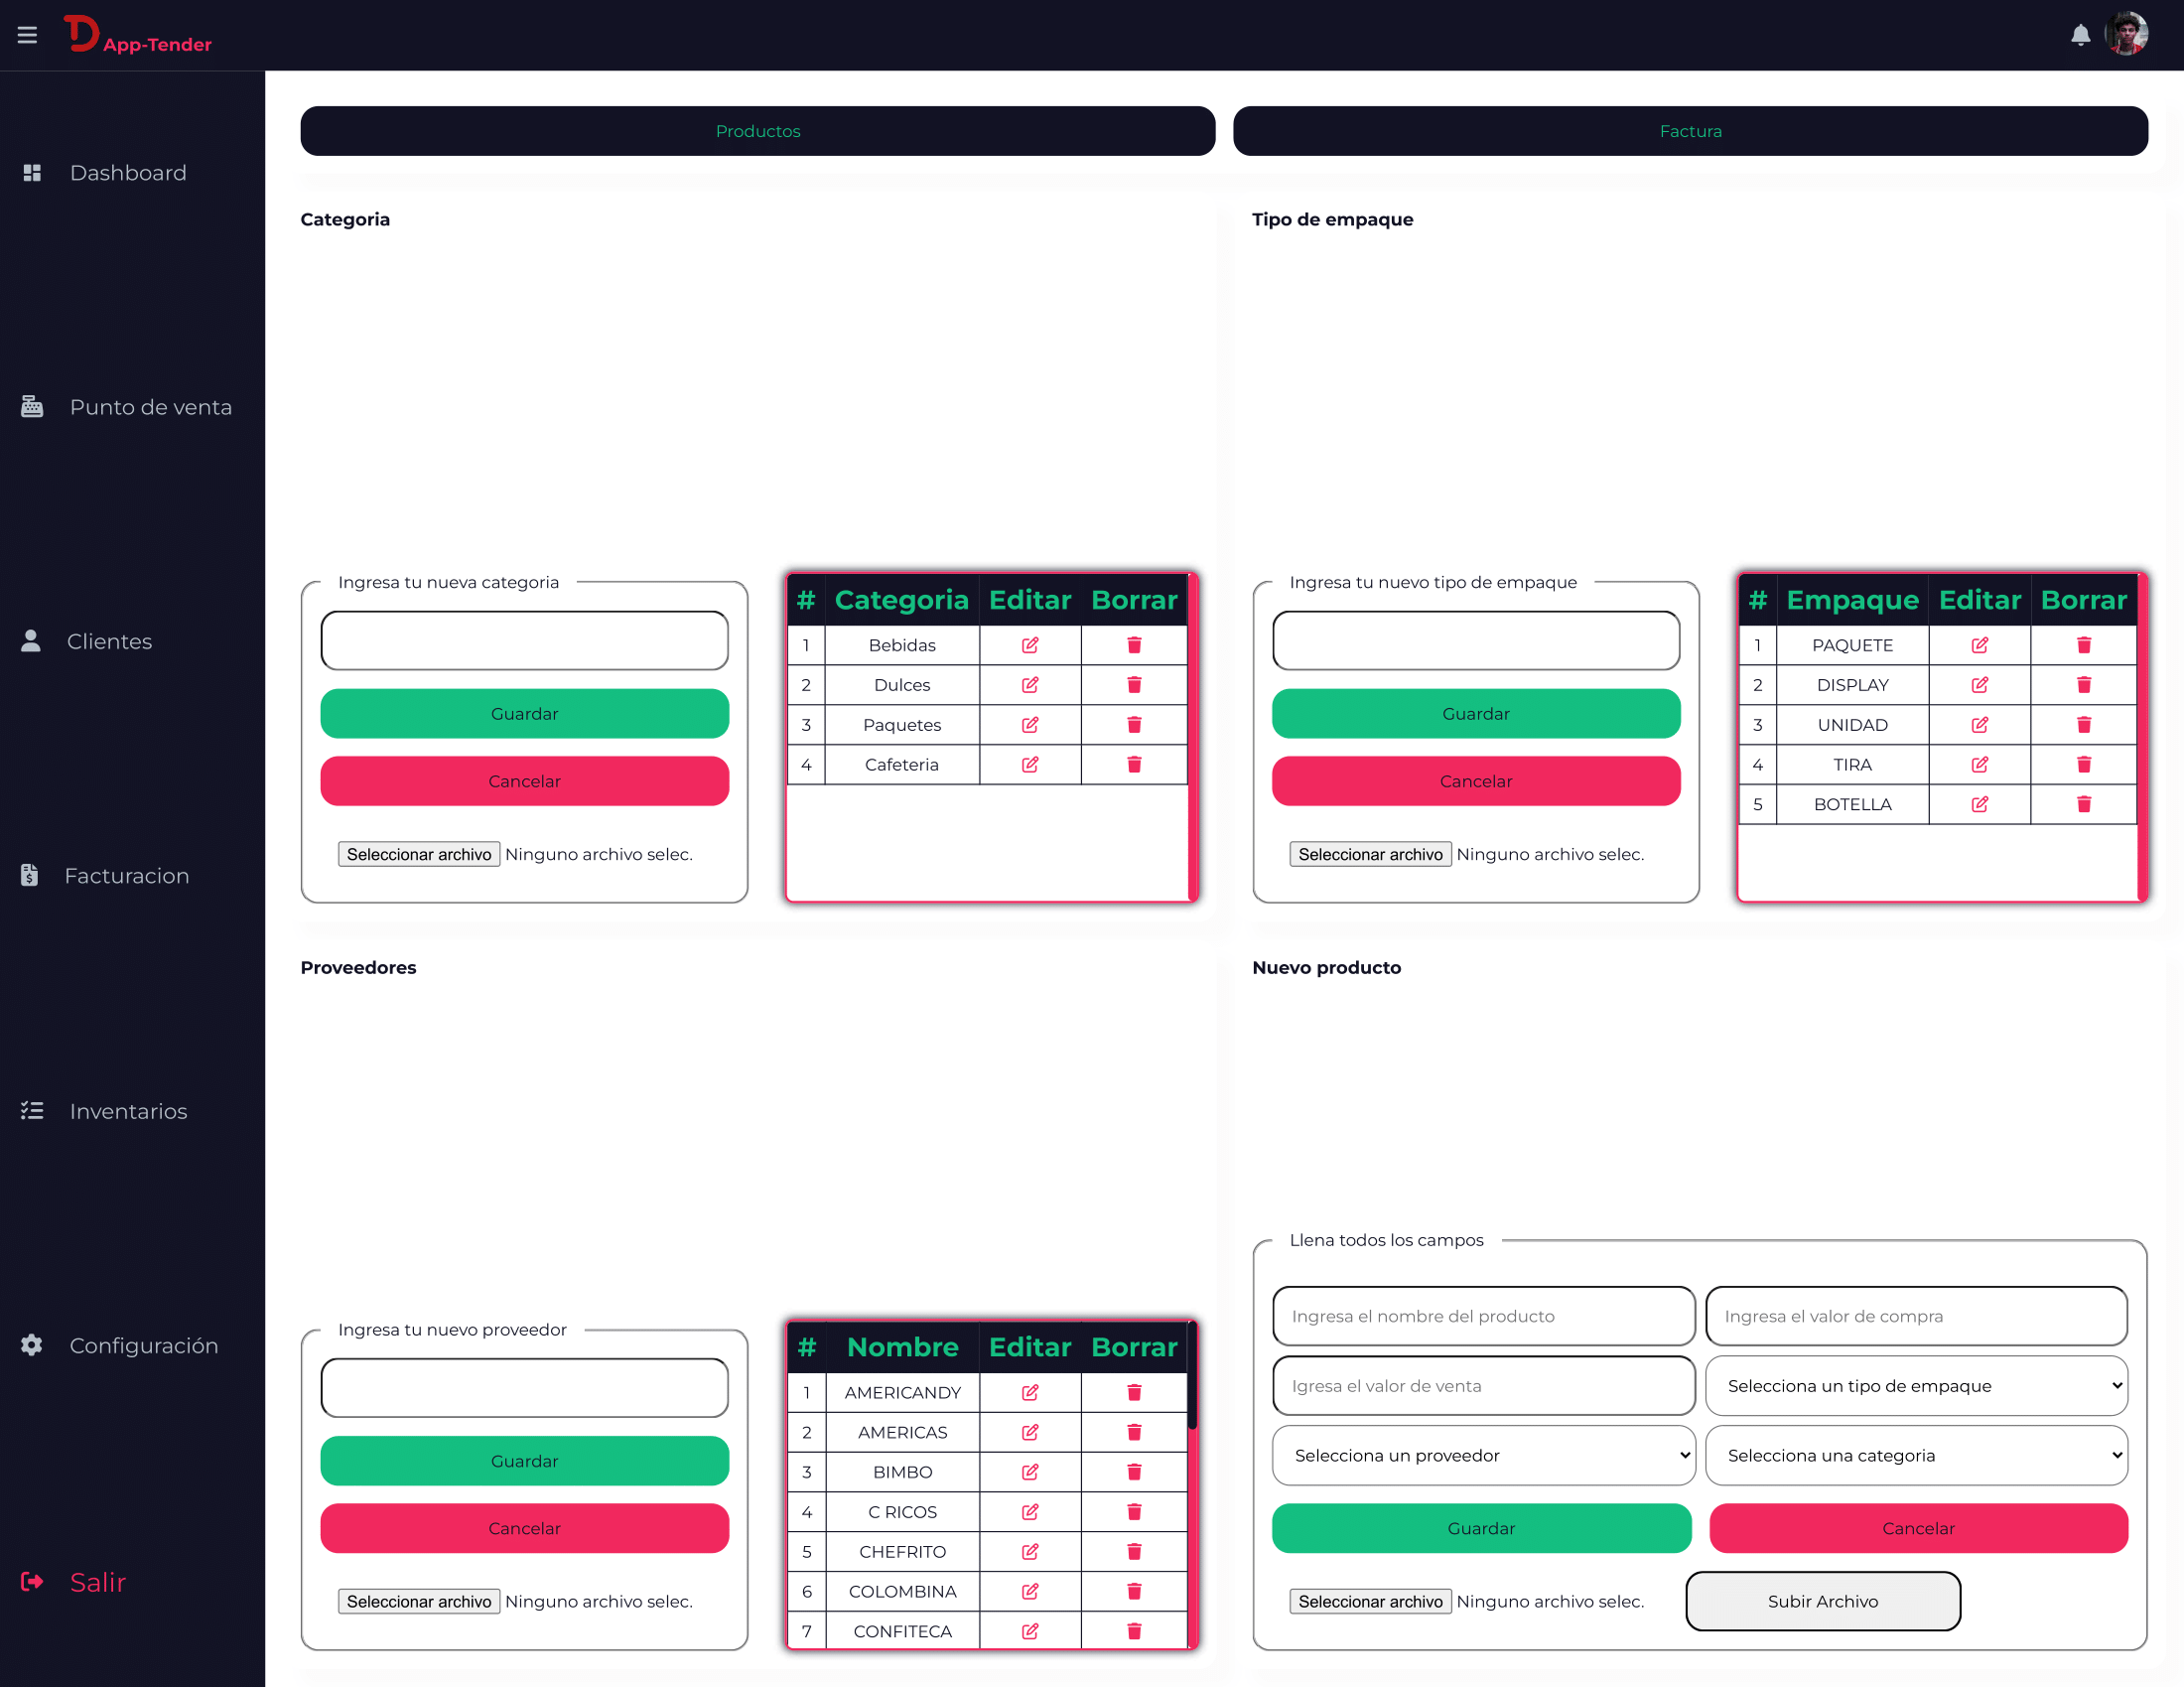 App-Tender
Dashboard
Punto de venta
Clientes
Facturacion
Inventarios
Configuración
Salir
Productos
Factura
Categoria
Ingresa tu nueva categoria
Guardar
Cancelar
Seleccionar archivo Ninguno archivo selec.
# Categoria Editar Borrar
1 Bebidas
2 Dulces
3 Paquetes
4 Cafeteria
Tipo de empaque
Ingresa tu nuevo tipo de empaque
Guardar
Cancelar
Seleccionar archivo Ninguno archivo selec.
# Empaque Editar Borrar
1 PAQUETE
2 DISPLAY
3 UNIDAD
4 TIRA
5 BOTELLA
Proveedores
Ingresa tu nuevo proveedor
Guardar
Cancelar
Seleccionar archivo Ninguno archivo selec.
# Nombre Editar Borrar
1 AMERICANDY
2 AMERICAS
3 BIMBO
4 C RICOS
5 CHEFRITO
6 COLOMBINA
7 CONFITECA
Nuevo producto
Llena todos los campos
Ingresa el nombre del producto
Ingresa el valor de compra
Igresa el valor de venta
Selecciona un tipo de empaque
Selecciona un proveedor
Selecciona una categoria
Guardar
Cancelar
Seleccionar archivo Ninguno archivo selec.
Subir Archivo